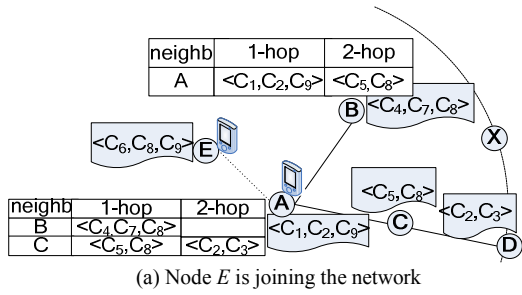 neighb 1-hop 2-hop
A <C1,C2,C9> <C5,C8>
B <C4,C7,C8>
X
<C6,C8,C9> E
<C5,C8>
A
<C2,C3>
neighb 1-hop 2-hop
B <C4,C7,C8>
C <C5,C8> <C2,C3>
<C1,C2,C9>
C
D
(a) Node E is joining the network